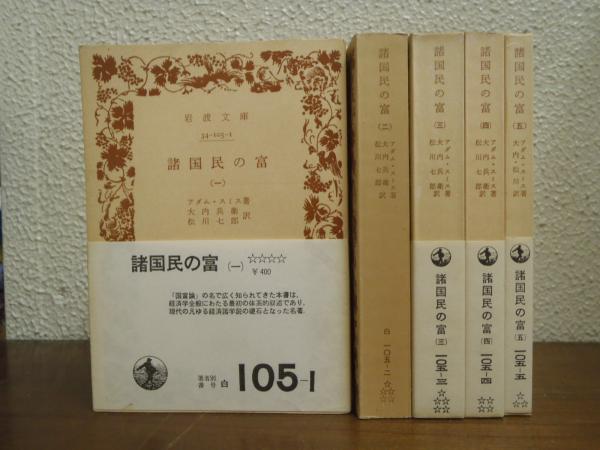 岩波文庫
34-105-1
諸国民の富
(一)
アダム・スミス著
大内兵衛
松川七郎 訳
諸国民の富 (一) ☆☆☆☆
¥400
「国富論」の名で広く知られてきた本書は、
経済学全般にわたる最初の体系的叙述であり、
現代のあらゆる経済諸学説の礎石となった名著.
著者別
番号 白 105-1
諸国民の富 (二)
アダム・スミス著
大内兵衛
松川七郎 訳
白 一〇五-二
☆☆☆
諸国民の富 (三)
アダム・スミス著
大内兵衛
松川七郎 訳
諸国民の富 (三) 一〇五-三
諸国民の富 (四)
アダム・スミス著
大内兵衛
松川七郎 訳
諸国民の富 (四) 一〇五-四
諸国民の富 (五)
アダム・スミス著
大内・松川訳
諸国民の富 (五) 一〇五-五